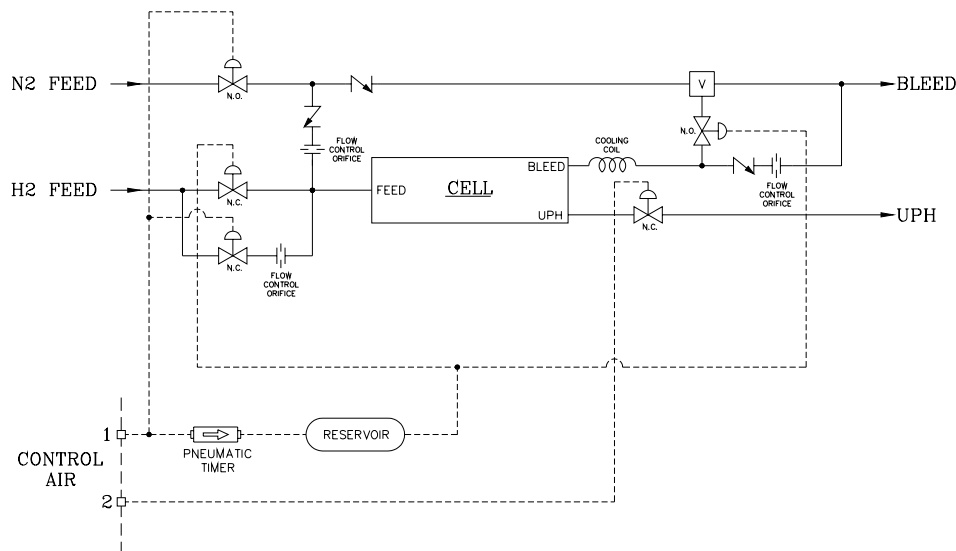 N2 FEED
N.O.
V
BLEED
FLOW
CONTROL
ORIFICE
N.O.
COOLING
COIL
H2 FEED
N.C.
FEED
CELL
BLEED
UPH
FLOW
CONTROL
ORIFICE
N.C.
UPH
N.C.
FLOW
CONTROL
ORIFICE
1
RESERVOIR
PNEUMATIC
TIMER
CONTROL
AIR
2